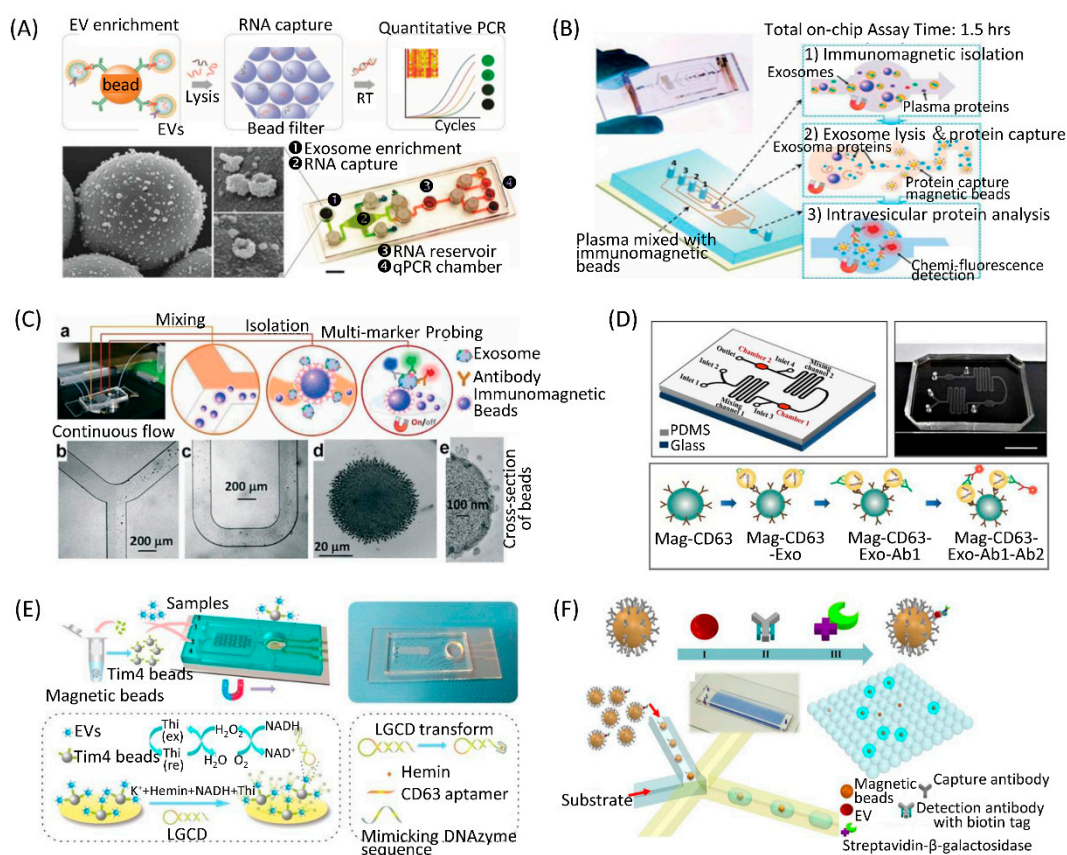 (A)
EV enrichment
RNA capture
Quantitative PCR
bead
Lysis
RT
EVs
Bead filter
Cycles
❶Exosome enrichment
❷RNA capture
❶
❷
❸
❹
❸RNA reservoir
❹qPCR chamber
(B)
Total on-chip Assay Time: 1.5 hrs
1) Immunomagnetic isolation
Exosomes
Plasma proteins
2) Exosome lysis & protein capture
Exosoma proteins
Protein capture
magnetic beads
3) Intravesicular protein analysis
Chemi-fluorescence
detection
4
3
2
1
Plasma mixed with
immunomagnetic
beads
(C)
a
Mixing
Isolation
Multi-marker Probing
Exosome
Antibody
Immunomagnetic
Beads
On/off
Continuous flow
b
200 μm
c
200 μm
d
20 μm
e
100 nm
Cross-section
of beads
(D)
Outlet
Chamber 2
Inlet 4
Mixing
channel 2
Inlet 2
Inlet 1
Mixing
channel 1
Inlet 3
Chamber 1
PDMS
Glass
Mag-CD63
Mag-CD63
-Exo
Mag-CD63-
Exo-Ab1
Mag-CD63-
Exo-Ab1-Ab2
(E)
Samples
Tim4 beads
Magnetic beads
EVs
Tim4 beads
Thi
(ex)
Thi
(re)
H₂O₂
H₂O
O₂
NADH
NAD⁺
K⁺+Hemin+NADH+Thi
LGCD
LGCD transform
Hemin
CD63 aptamer
Mimicking DNAzyme
sequence
(F)
I
II
III
Substrate
Magnetic
beads
EV
Capture antibody
Detection antibody
with biotin tag
Streptavidin-β-galactosidase